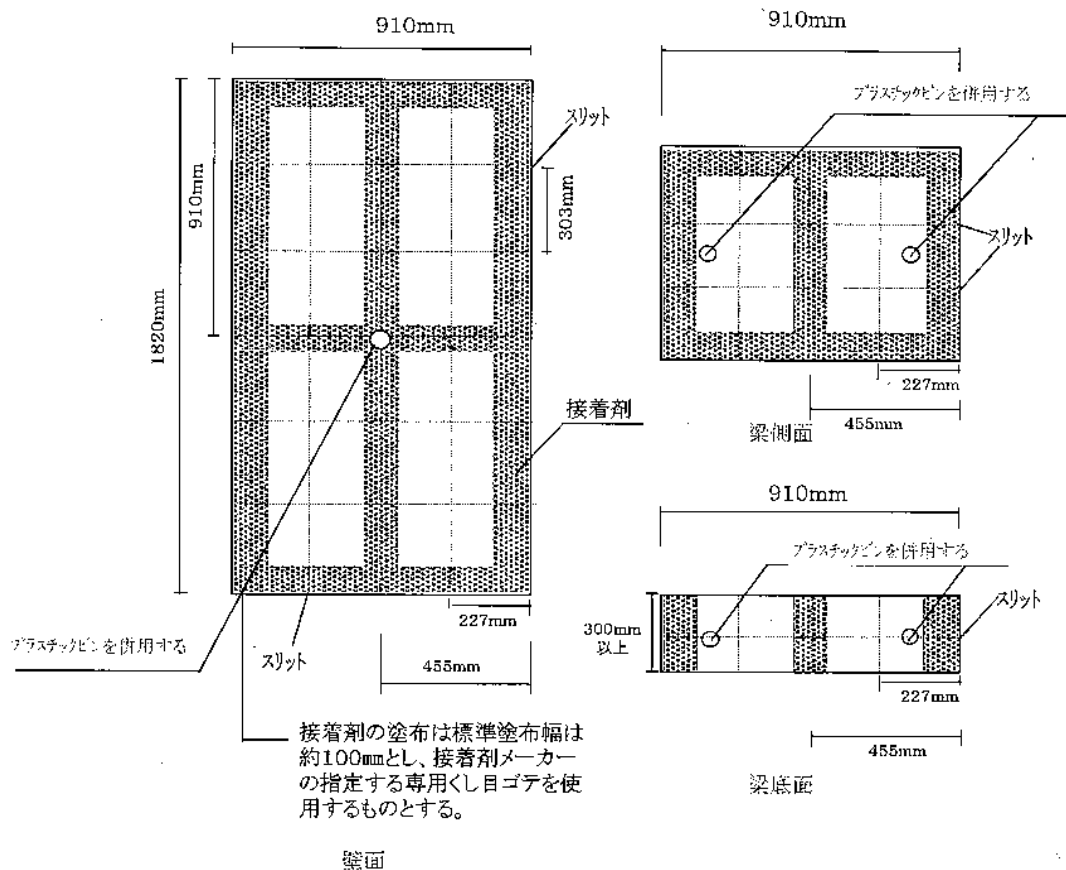 910mm
スリット
910mm
303mm
1820mm
接着剤
227mm
プラスチックピンを併用する
スリット
455mm
接着剤の塗布は標準塗布幅は
約100mmとし、接着剤メーカー
の指定する専用くし目ゴテを使
用するものとする。
壁面
910mm
プラスチックピンを併用する
スリット
227mm
455mm
梁側面
910mm
プラスチックピンを併用する
スリット
300mm
以上
227mm
455mm
梁底面